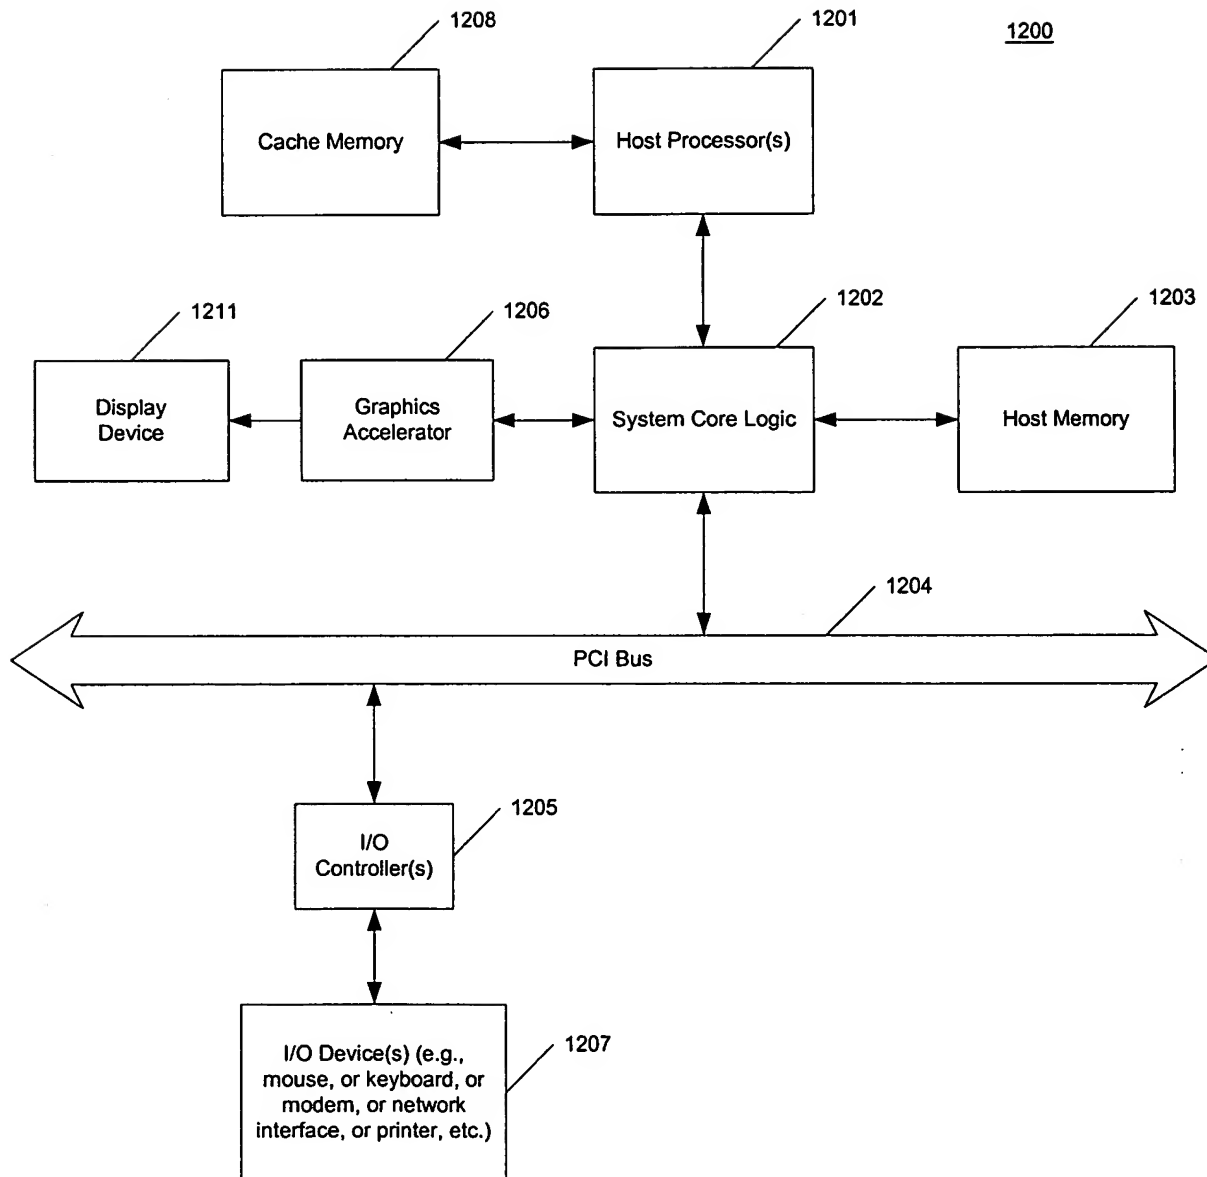 1208
1201
1200
Cache Memory
Host Processor(s)
1211
1206
1202
1203
Display
Device
Graphics
Accelerator
System Core Logic
Host Memory
1204
PCI Bus
1205
I/O
Controller(s)
1207
I/O Device(s) (e.g.,
mouse, or keyboard, or
modem, or network
interface, or printer, etc.)